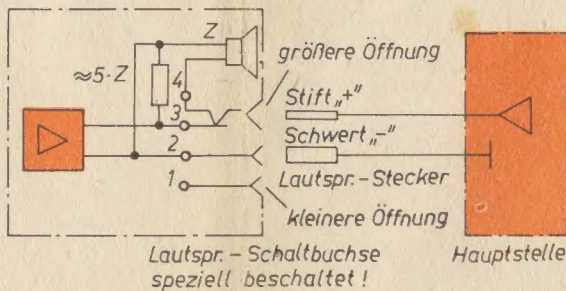 Z
größere Öffnung
≈5·Z
4
3
Stift „+"
Schwert „-"
2
Lautspr.-Stecker
1
kleinere Öffnung
Lautspr.-Schaltbuchse
speziell beschaltet!
Hauptstelle